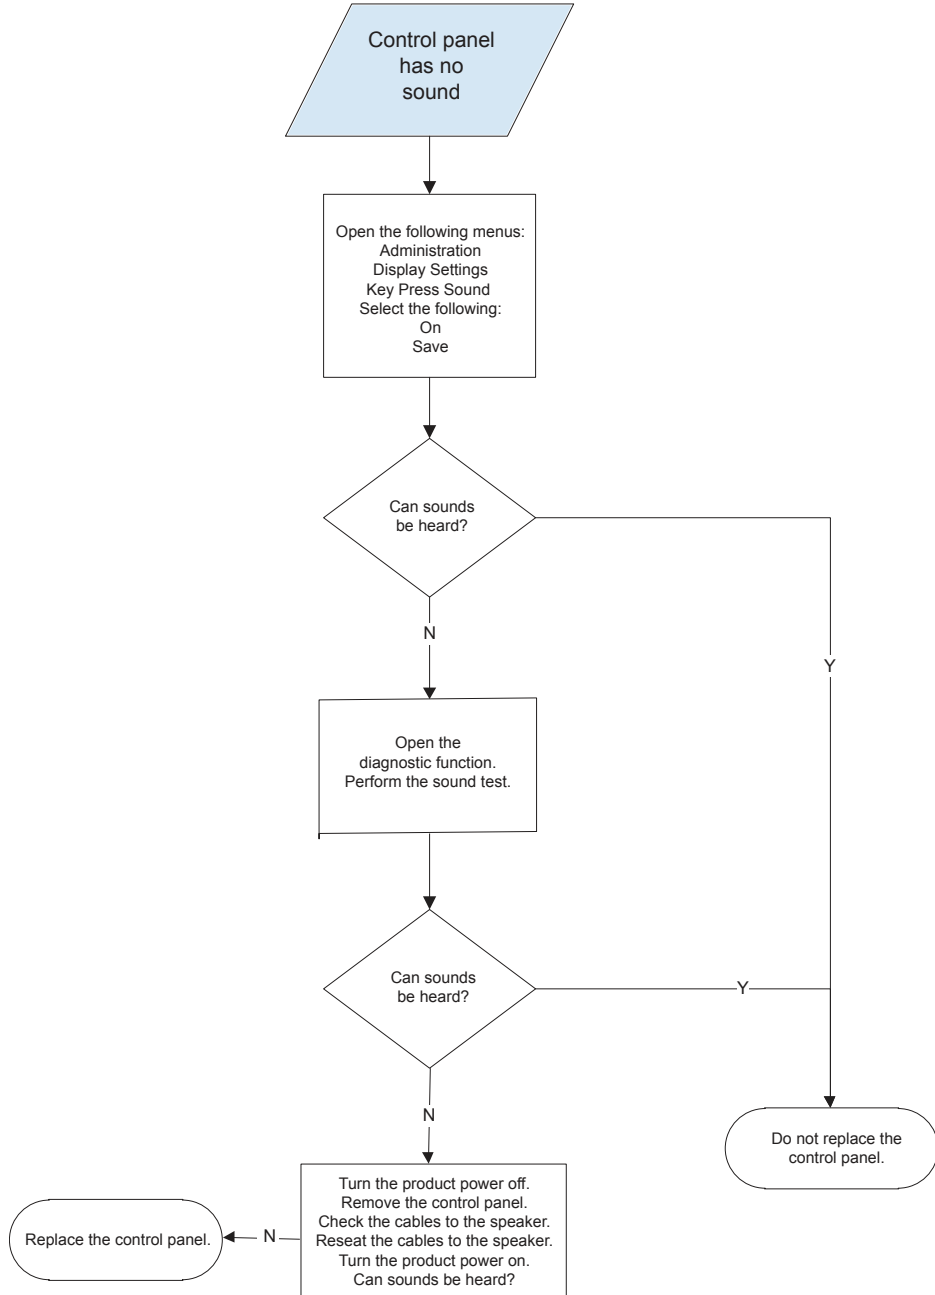 Control panel
has no
sound
Open the following menus:
Administration
Display Settings
Key Press Sound
Select the following:
On
Save
Can sounds
be heard?
N
Y
Open the
diagnostic function.
Perform the sound test.
Can sounds
be heard?
Y
N
Do not replace the
control panel.
Turn the product power off.
Remove the control panel.
Check the cables to the speaker.
Reseat the cables to the speaker.
Turn the product power on.
Can sounds be heard?
N
Replace the control panel.